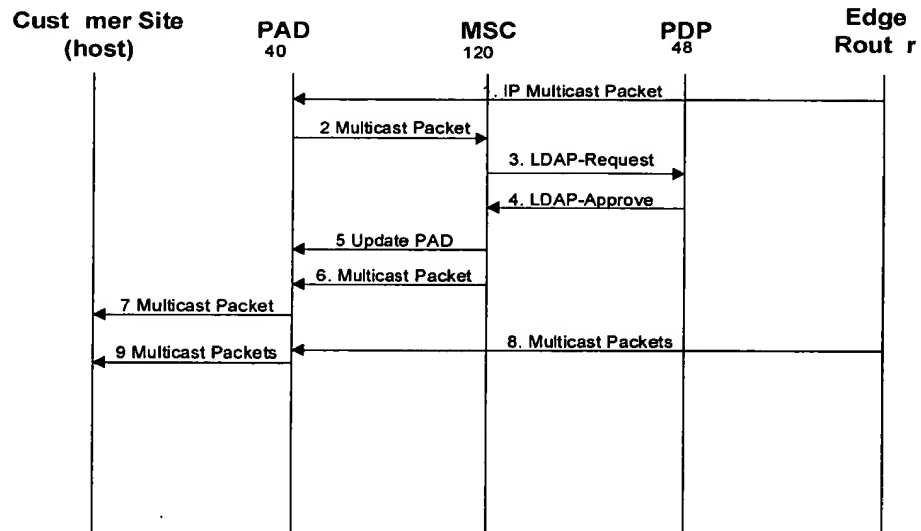 Cust mer Site
(host)
PAD
40
MSC
120
PDP
48
Edge
Rout r
1. IP Multicast Packet
2 Multicast Packet
3. LDAP-Request
4. LDAP-Approve
5 Update PAD
6. Multicast Packet
7 Multicast Packet
8. Multicast Packets
9 Multicast Packets